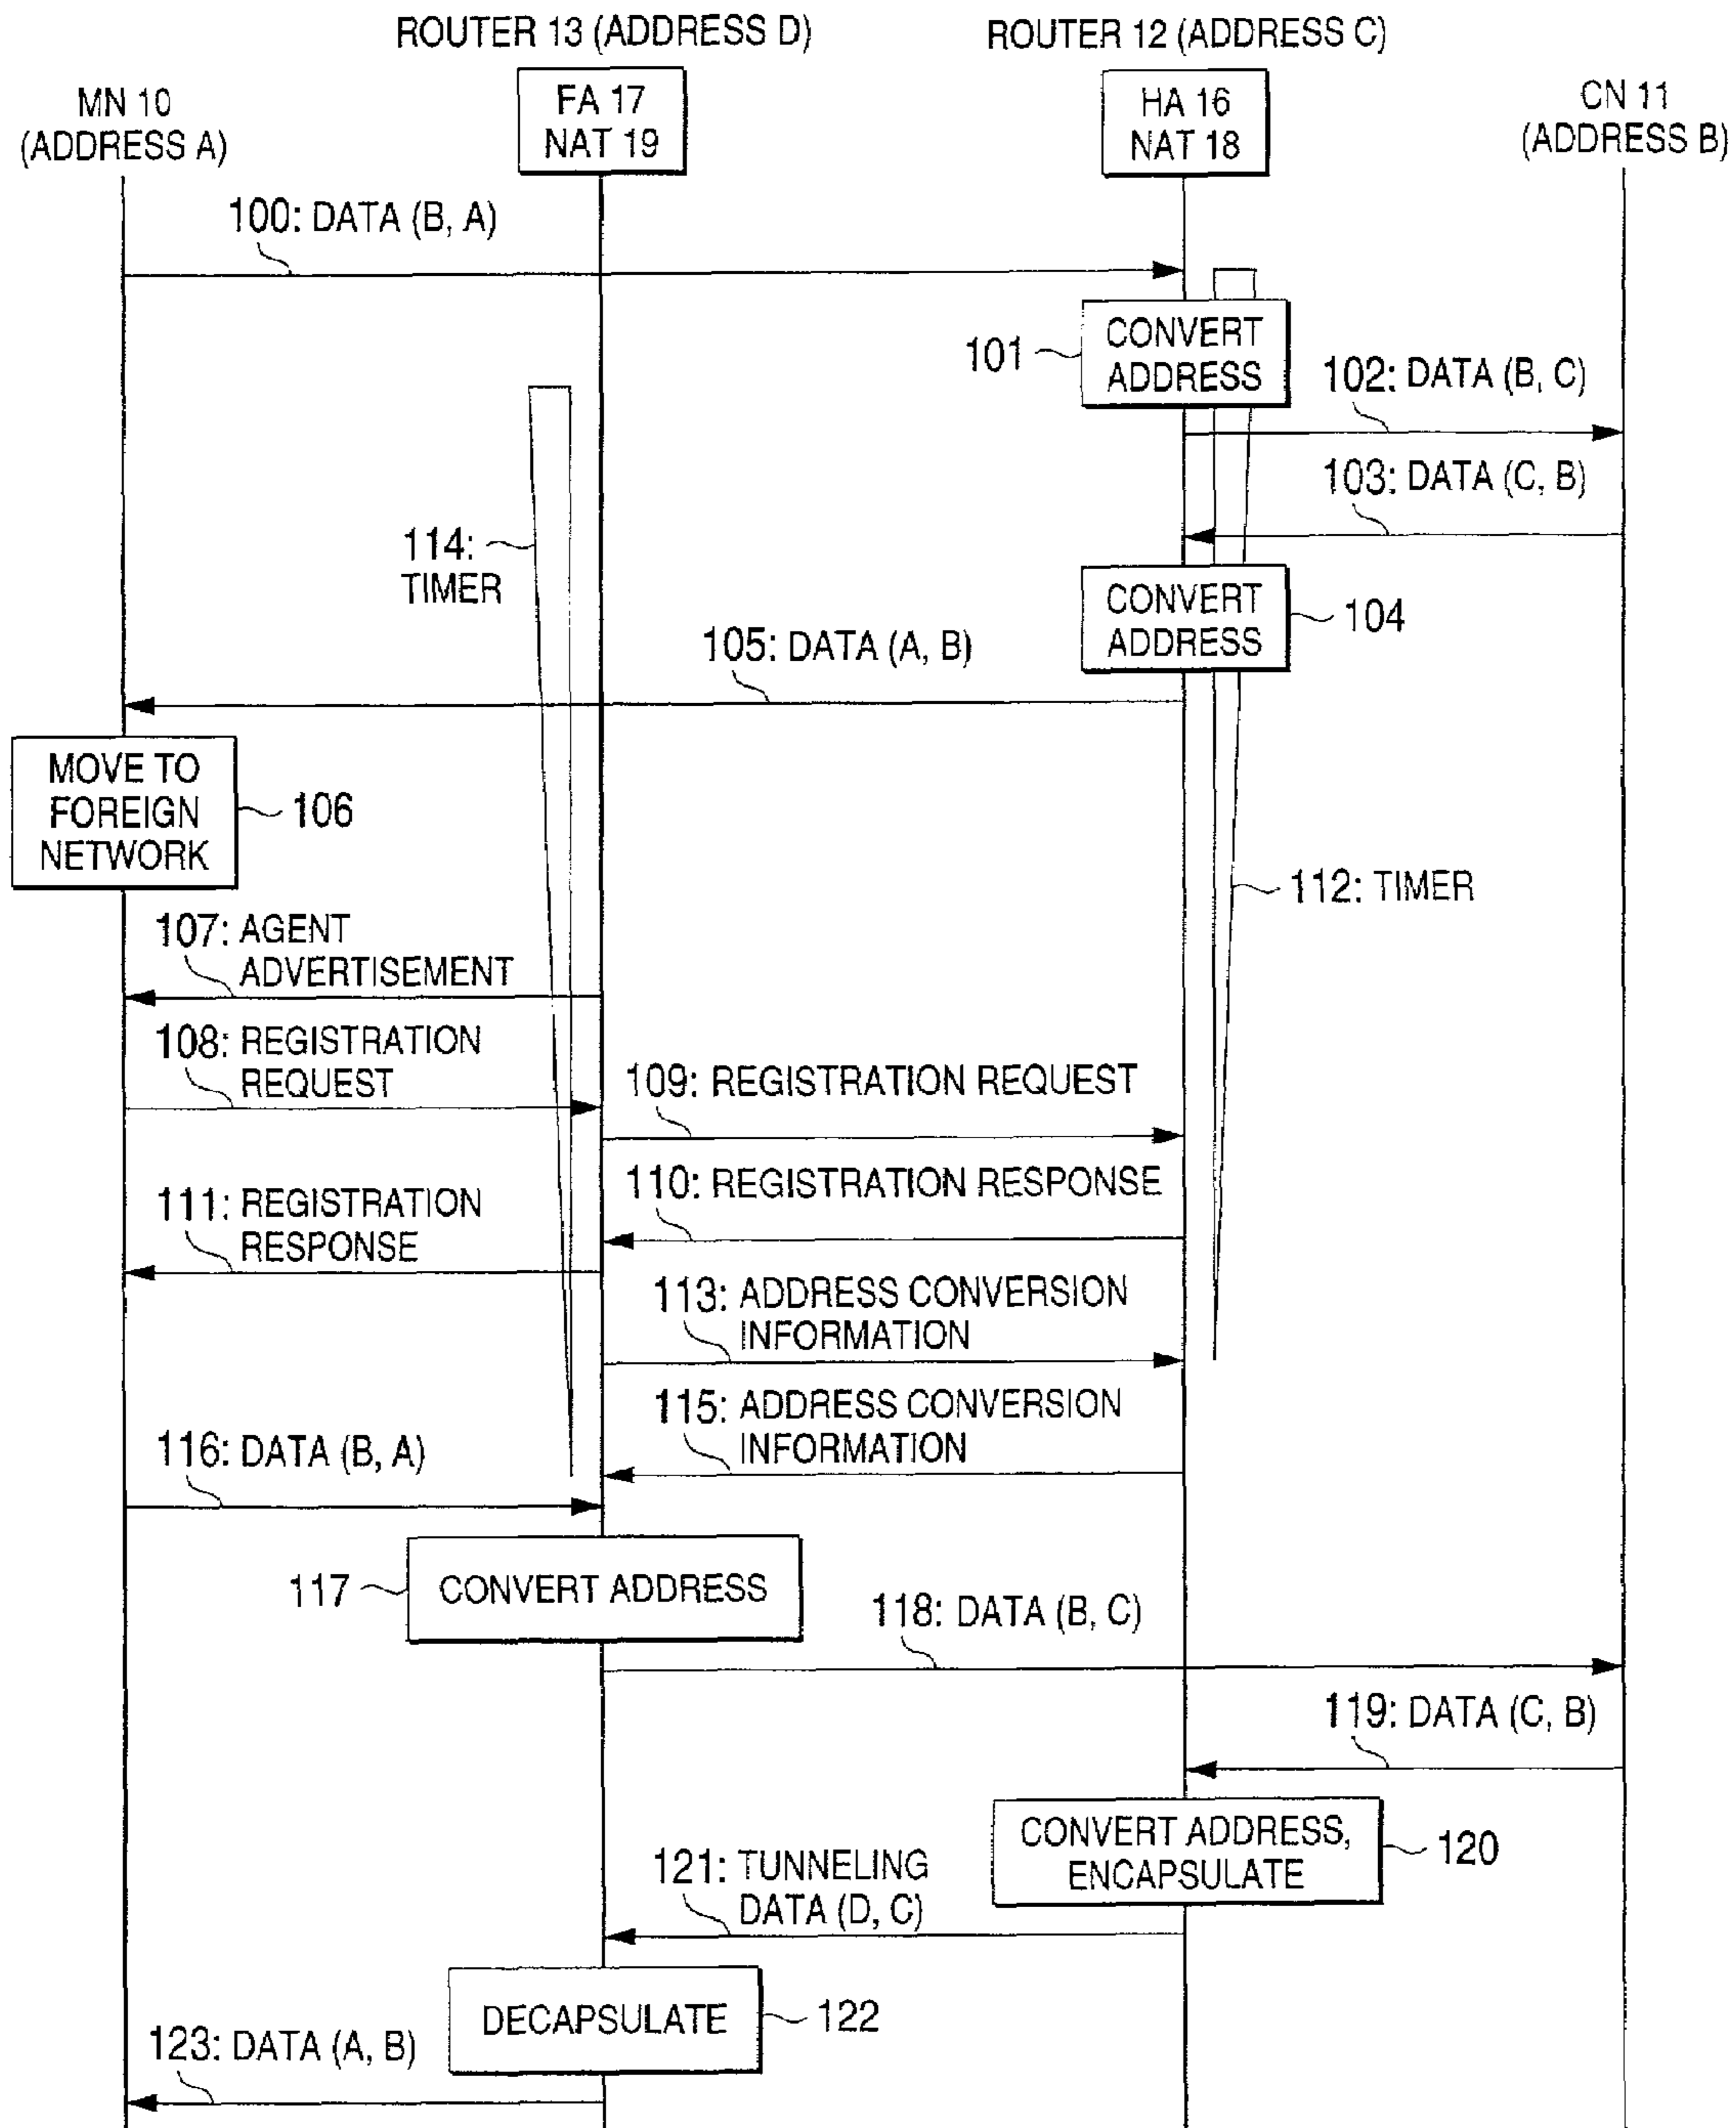 ROUTER 13 (ADDRESS D)
ROUTER 12 (ADDRESS C)
MN 10
(ADDRESS A)
FA 17
NAT 19
HA 16
NAT 18
CN 11
(ADDRESS B)
100: DATA (B, A)
101
CONVERT
ADDRESS
102: DATA (B, C)
103: DATA (C, B)
114:
TIMER
CONVERT
ADDRESS
104
105: DATA (A, B)
MOVE TO
FOREIGN
NETWORK
106
112: TIMER
107: AGENT
ADVERTISEMENT
108: REGISTRATION
REQUEST
109: REGISTRATION REQUEST
110: REGISTRATION RESPONSE
111: REGISTRATION
RESPONSE
113: ADDRESS CONVERSION
INFORMATION
115: ADDRESS CONVERSION
INFORMATION
116: DATA (B, A)
117
CONVERT ADDRESS
118: DATA (B, C)
119: DATA (C, B)
CONVERT ADDRESS,
ENCAPSULATE
120
121: TUNNELING
DATA (D, C)
DECAPSULATE
122
123: DATA (A, B)